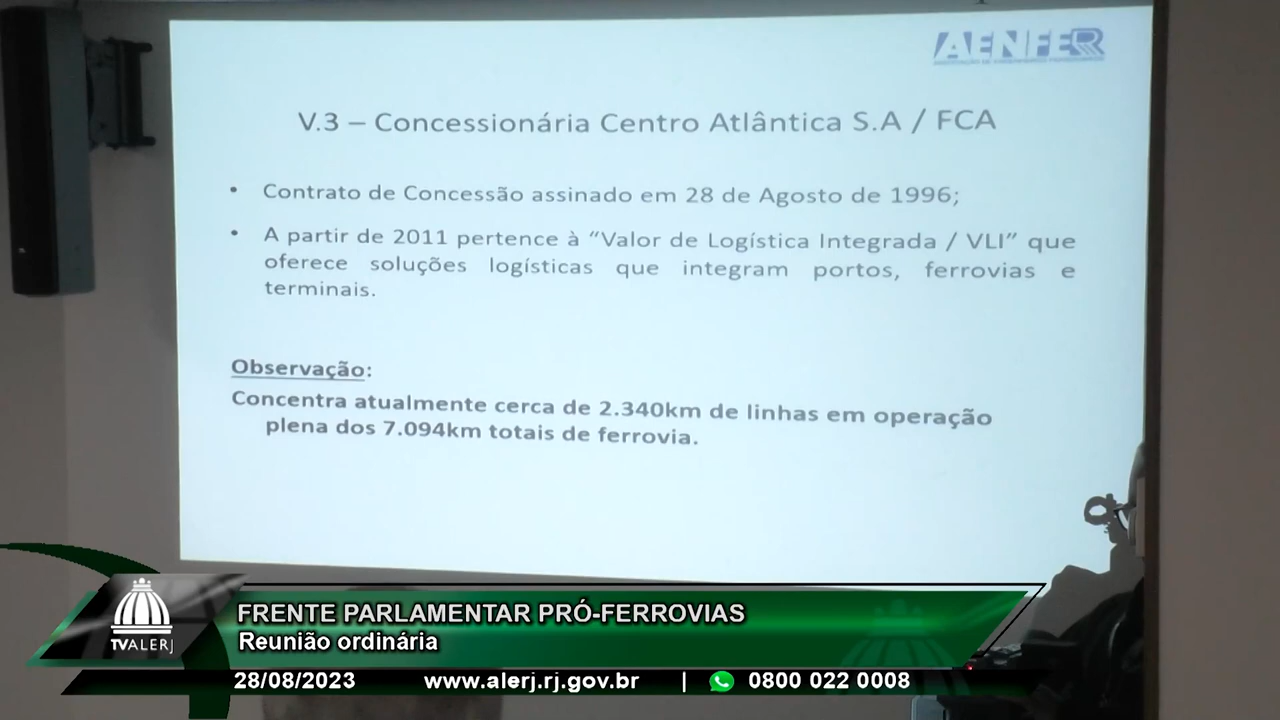 AENFER
V.3 – Concessionária Centro Atlântica S.A / FCA
• Contrato de Concessão assinado em 28 de Agosto de 1996;
• A partir de 2011 pertence à “Valor de Logística Integrada / VLI” que
oferece soluções logísticas que integram portos, ferrovias e
terminais.
Observação:
Concentra atualmente cerca de 2.340km de linhas em operação
plena dos 7.094km totais de ferrovia.
FRENTE PARLAMENTAR PRÓ-FERROVIAS
Reunião ordinária
TVALERJ
28/08/2023 www.alerj.rj.gov.br | 0800 022 0008